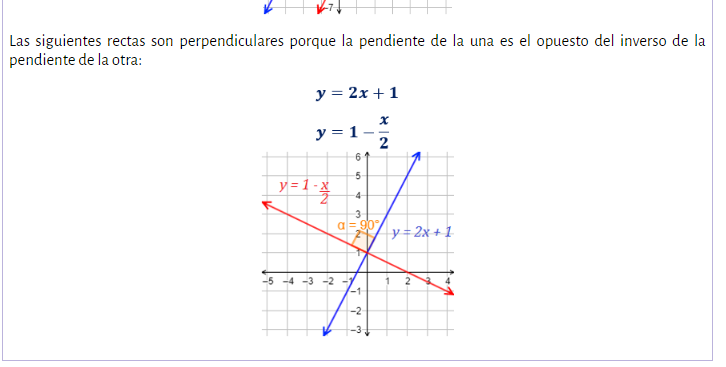 -7
Las siguientes rectas son perpendiculares porque la pendiente de la una es el opuesto del inverso de la
pendiente de la otra:
y = 2x + 1
y = 1 - x/2
6
5
y = 1 - x/2
4
3
α = 90°
2
y = 2x + 1
1
-5 -4 -3 -2 -1 1 2 3 4
-1
-2
-3